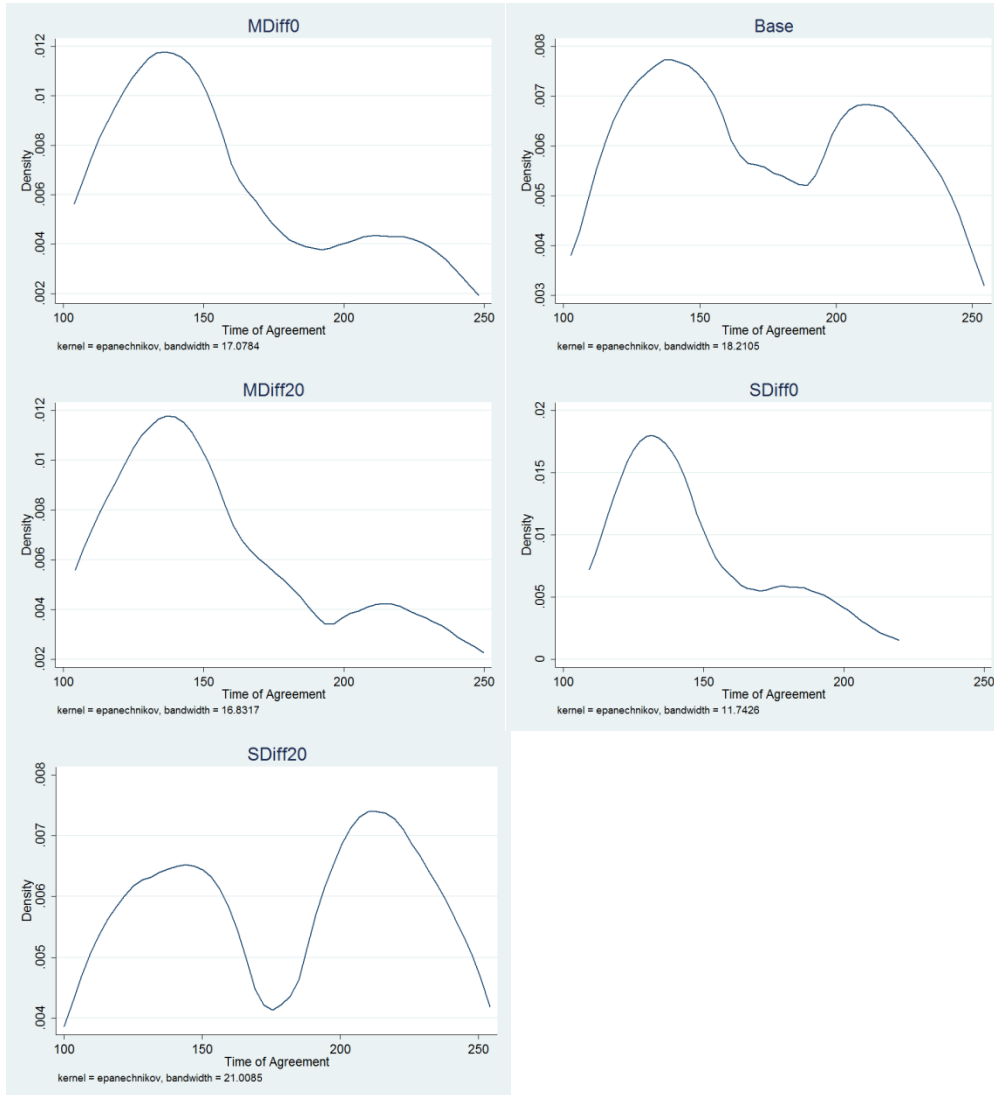 MDiff0
.012
.01
.008
.006
.004
.002
Density
100 150 200 250
Time of Agreement
kernel = epanechnikov, bandwidth = 17.0784
Base
.008
.007
.006
.005
.004
.003
Density
100 150 200 250
Time of Agreement
kernel = epanechnikov, bandwidth = 18.2105
MDiff20
.012
.01
.008
.006
.004
.002
Density
100 150 200 250
Time of Agreement
kernel = epanechnikov, bandwidth = 16.8317
SDiff0
.02
.015
.01
.005
0
Density
100 150 200 250
Time of Agreement
kernel = epanechnikov, bandwidth = 11.7426
SDiff20
.008
.007
.006
.005
.004
Density
100 150 200 250
Time of Agreement
kernel = epanechnikov, bandwidth = 21.0085